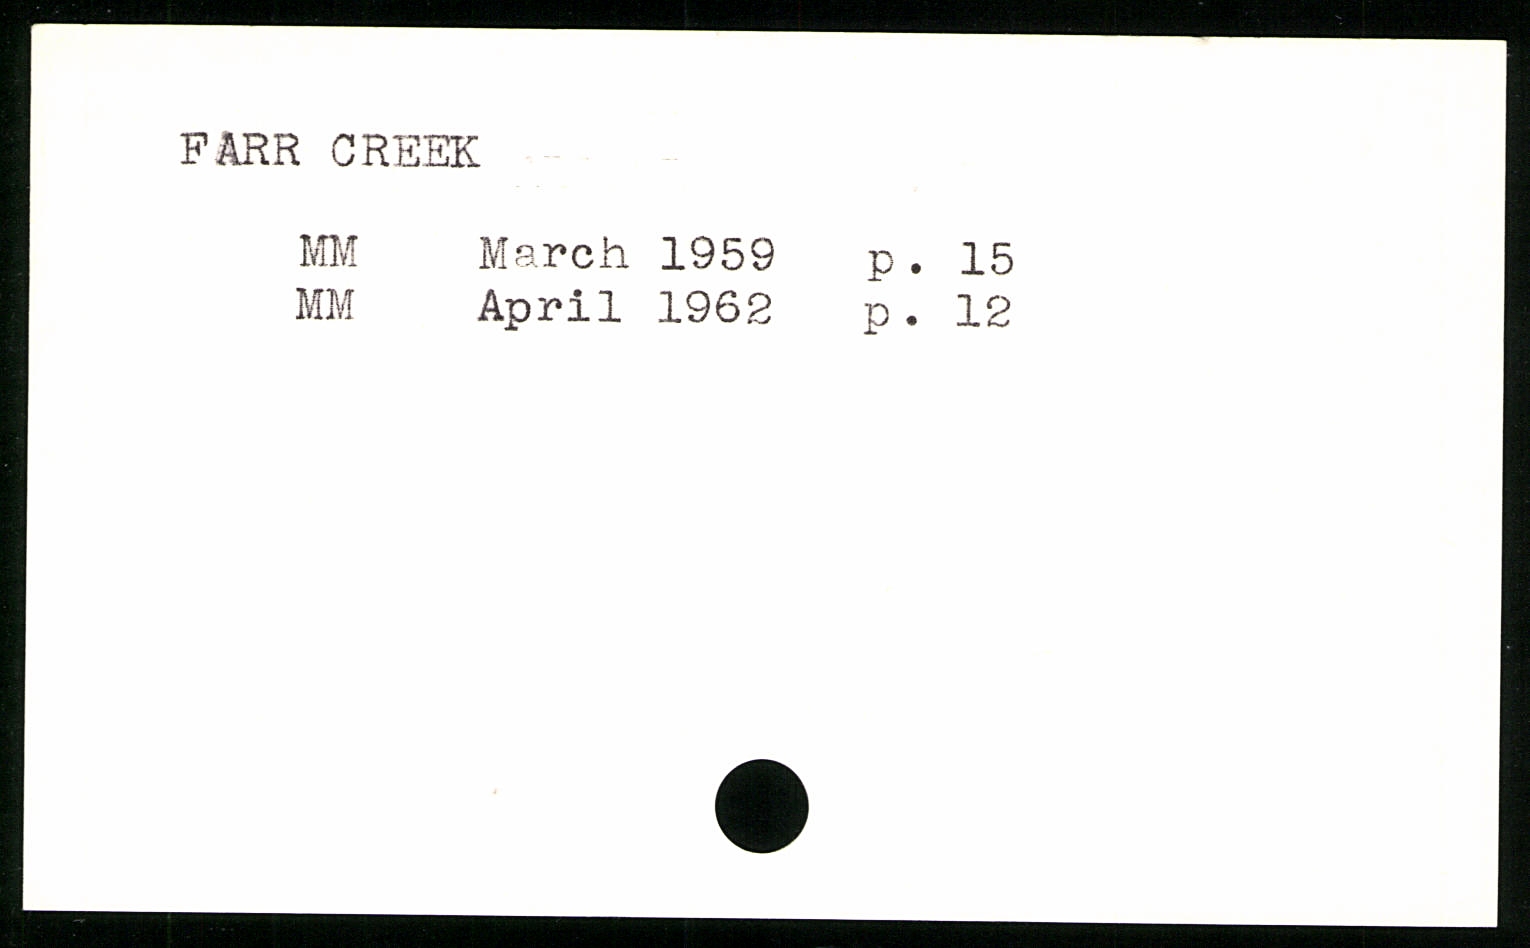 FARR CREEK
MM March 1959 p. 15
MM April 1962 p. 12